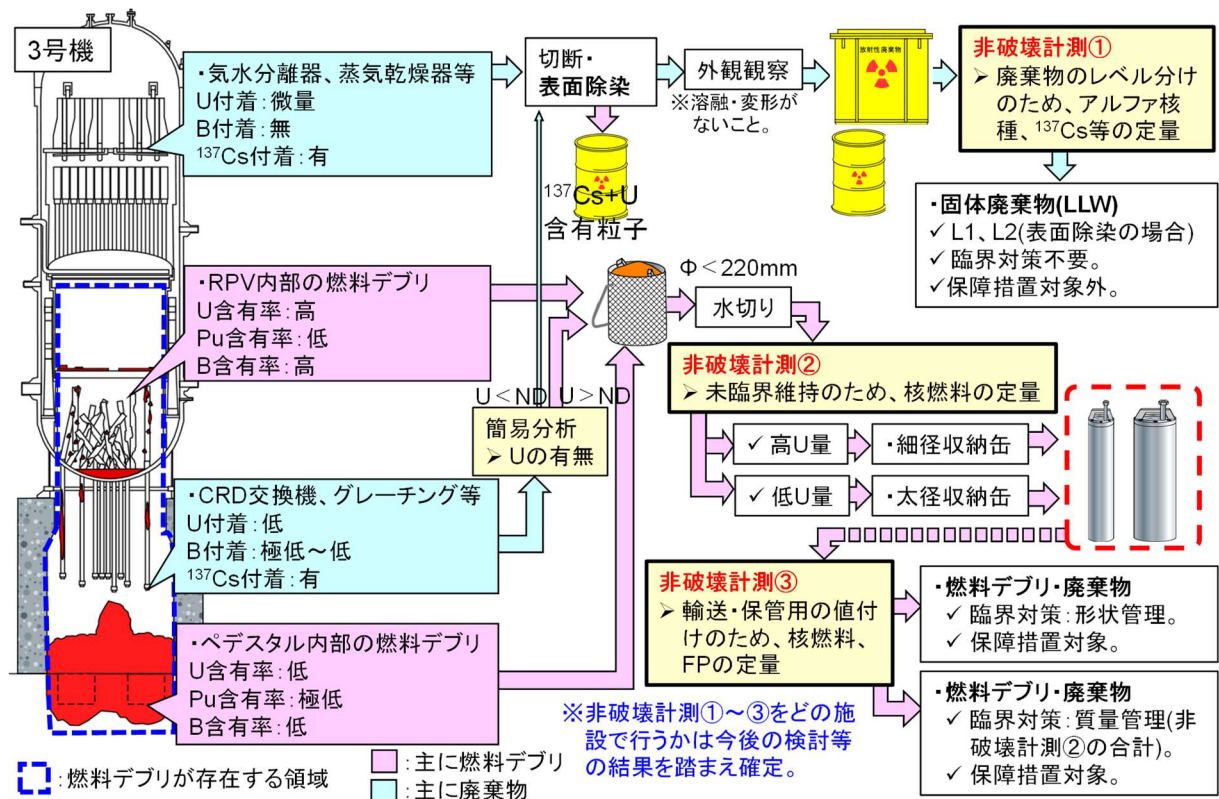 3号機
・気水分離器、蒸気乾燥器等
U付着:微量
B付着:無
¹³⁷Cs付着:有
切断・
表面除染
¹³⁷Cs+U
含有粒子
外観観察
※溶融・変形が
ないこと。
放射性廃棄物
非破壊計測①
➢ 廃棄物のレベル分け
のため、アルファ核
種、¹³⁷Cs等の定量
・固体廃棄物(LLW)
✓ L1、L2(表面除染の場合)
✓ 臨界対策不要。
✓ 保障措置対象外。
・RPV内部の燃料デブリ
U含有率:高
Pu含有率:低
B含有率:高
Φ<220mm
水切り
非破壊計測②
➢ 未臨界維持のため、核燃料の定量
U<ND
U>ND
簡易分析
➢ Uの有無
✓ 高U量
・細径収納缶
✓ 低U量
・太径収納缶
・CRD交換機、グレーチング等
U付着:低
B付着:極低~低
¹³⁷Cs付着:有
非破壊計測③
➢ 輸送・保管用の値付
けのため、核燃料、
FPの定量
・燃料デブリ・廃棄物
✓ 臨界対策:形状管理。
✓ 保障措置対象。
・ペデスタル内部の燃料デブリ
U含有率:低
Pu含有率:極低
B含有率:低
・燃料デブリ・廃棄物
✓ 臨界対策:質量管理(非
破壊計測②の合計)。
✓ 保障措置対象。
※非破壊計測①~③をどの施
設で行うかは今後の検討等
の結果を踏まえ確定。
:燃料デブリが存在する領域
:主に燃料デブリ
:主に廃棄物